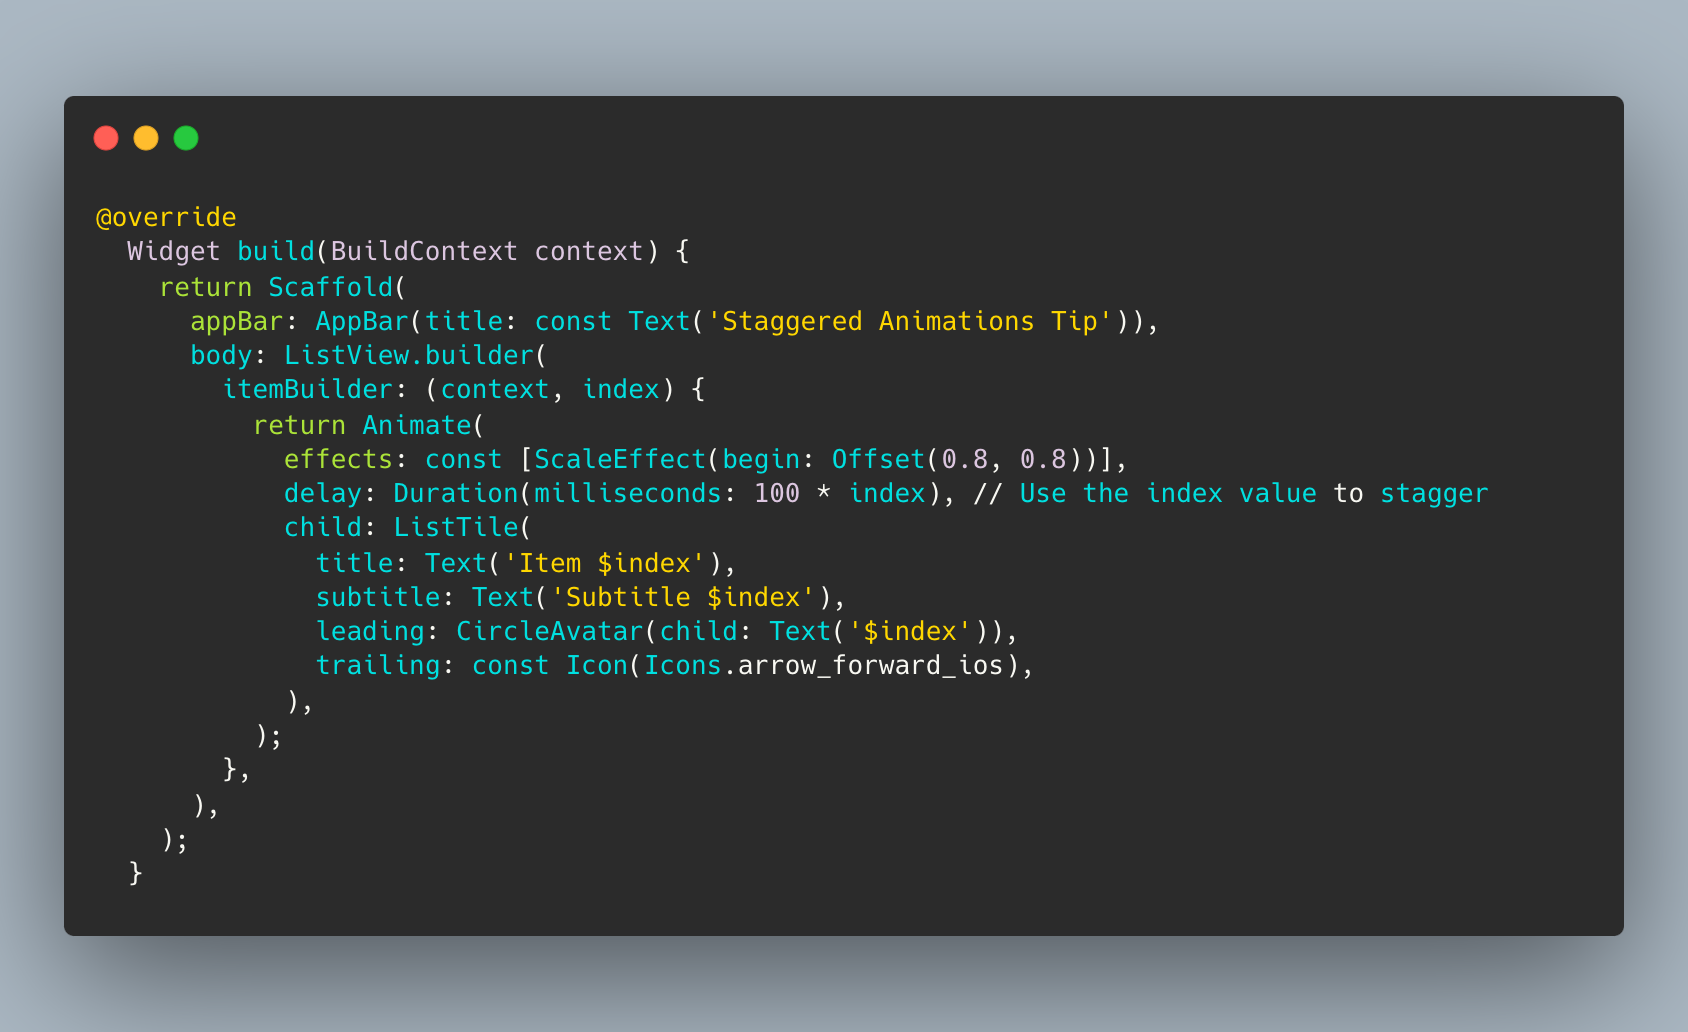 @override
  Widget build(BuildContext context) {
    return Scaffold(
      appBar: AppBar(title: const Text('Staggered Animations Tip')),
      body: ListView.builder(
        itemBuilder: (context, index) {
          return Animate(
            effects: const [ScaleEffect(begin: Offset(0.8, 0.8))],
            delay: Duration(milliseconds: 100 * index), // Use the index value to stagger
            child: ListTile(
              title: Text('Item $index'),
              subtitle: Text('Subtitle $index'),
              leading: CircleAvatar(child: Text('$index')),
              trailing: const Icon(Icons.arrow_forward_ios),
            ),
          );
        },
      ),
    );
  }